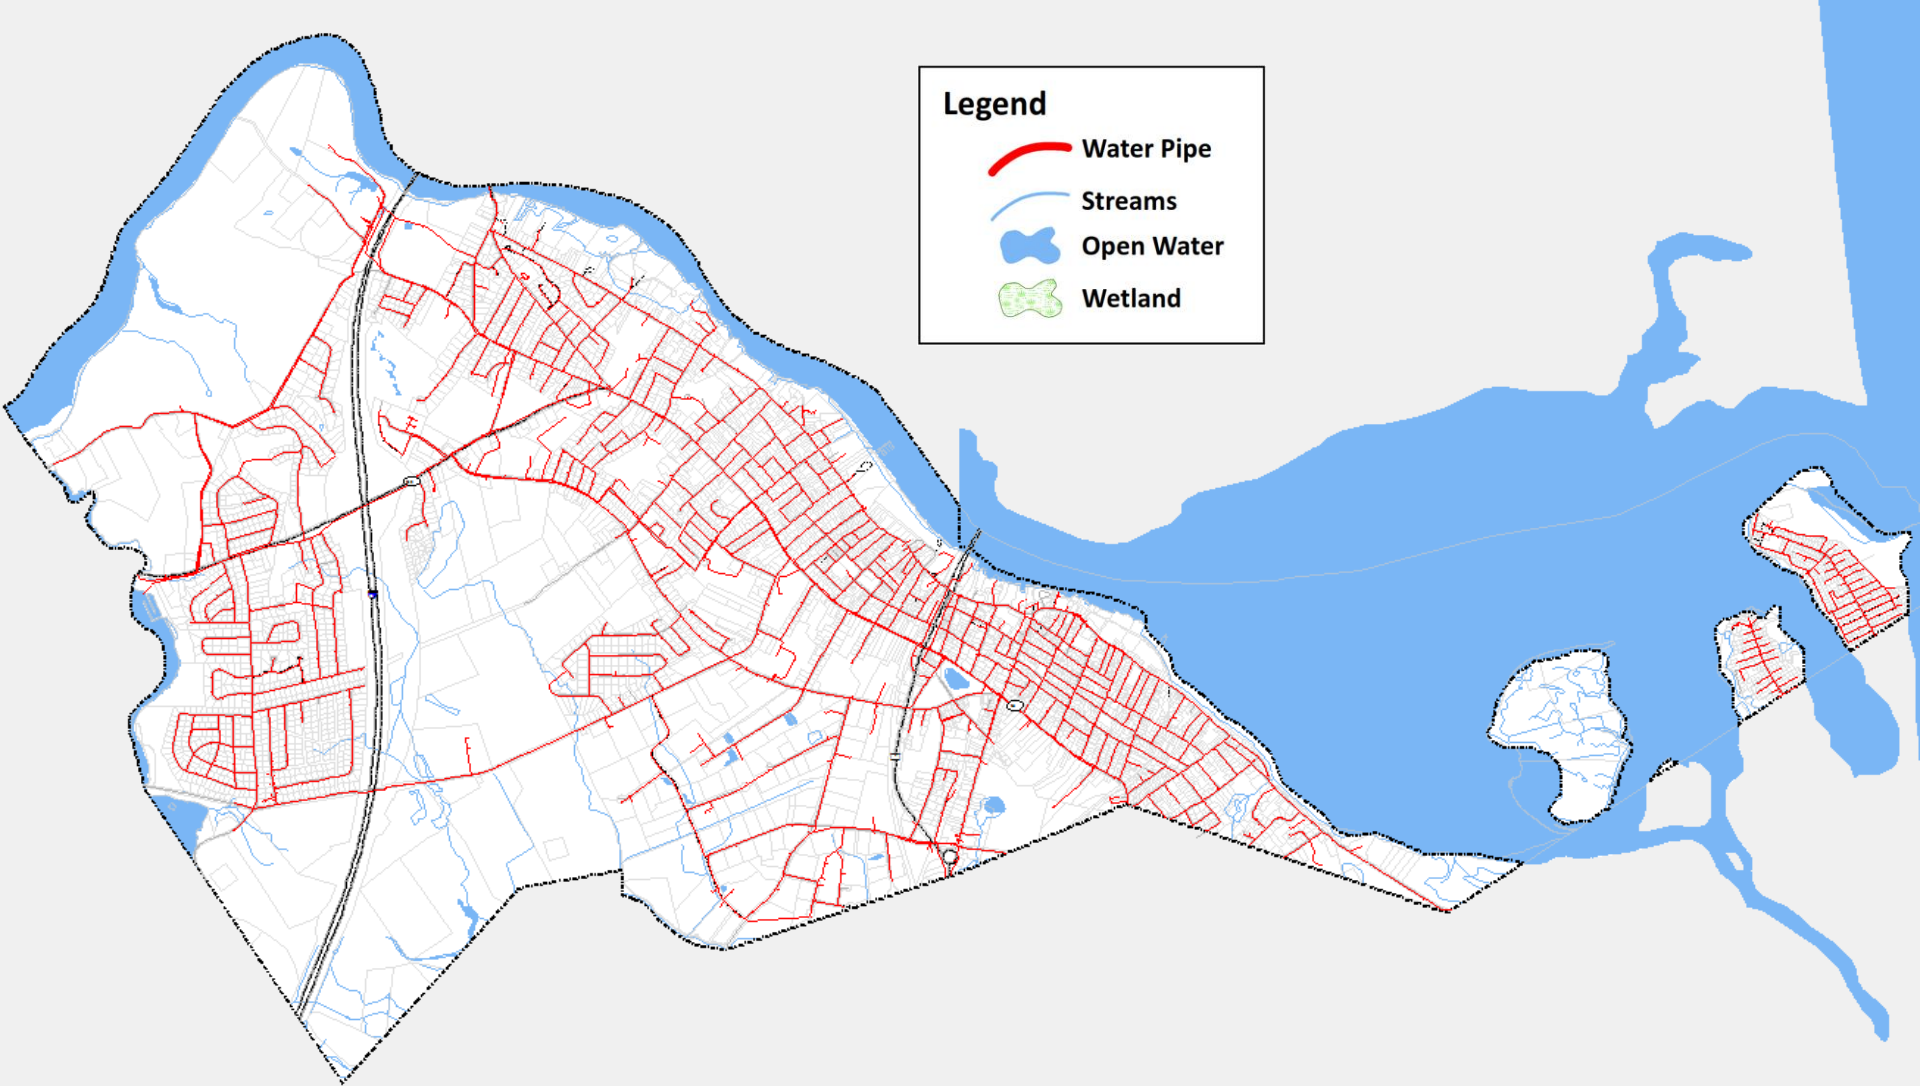 Legend
Water Pipe
Streams
Open Water
Wetland